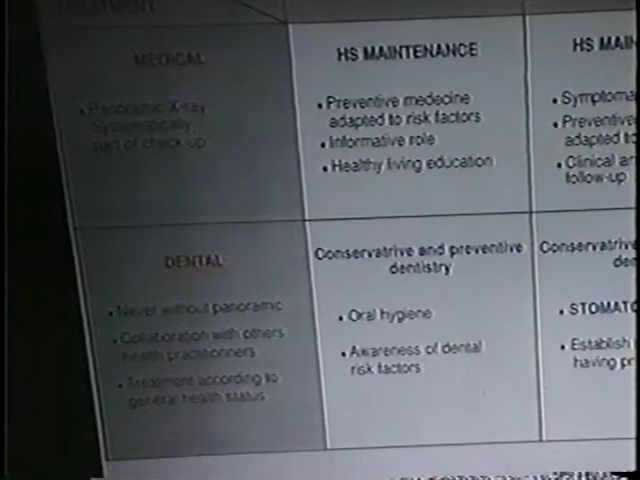 TREATMENT
MEDICAL
• Panoramic X-ray
Systematically
part of check-up
HS MAINTENANCE
• Preventive medecine
adapted to risk factors
• Informative role
• Healthy living education
HS MAIN
• Symptoma
• Preventive
adapted to
• Clinical an
follow-up
DENTAL
• Never without panoramic
• Collaboration with others
health practitionners
• Treatment according to
general health status
Conservatrive and preventive
dentistry
• Oral hygiene
• Awareness of dental
risk factors
Conservatrive
den
• STOMATO
• Establish
having pr